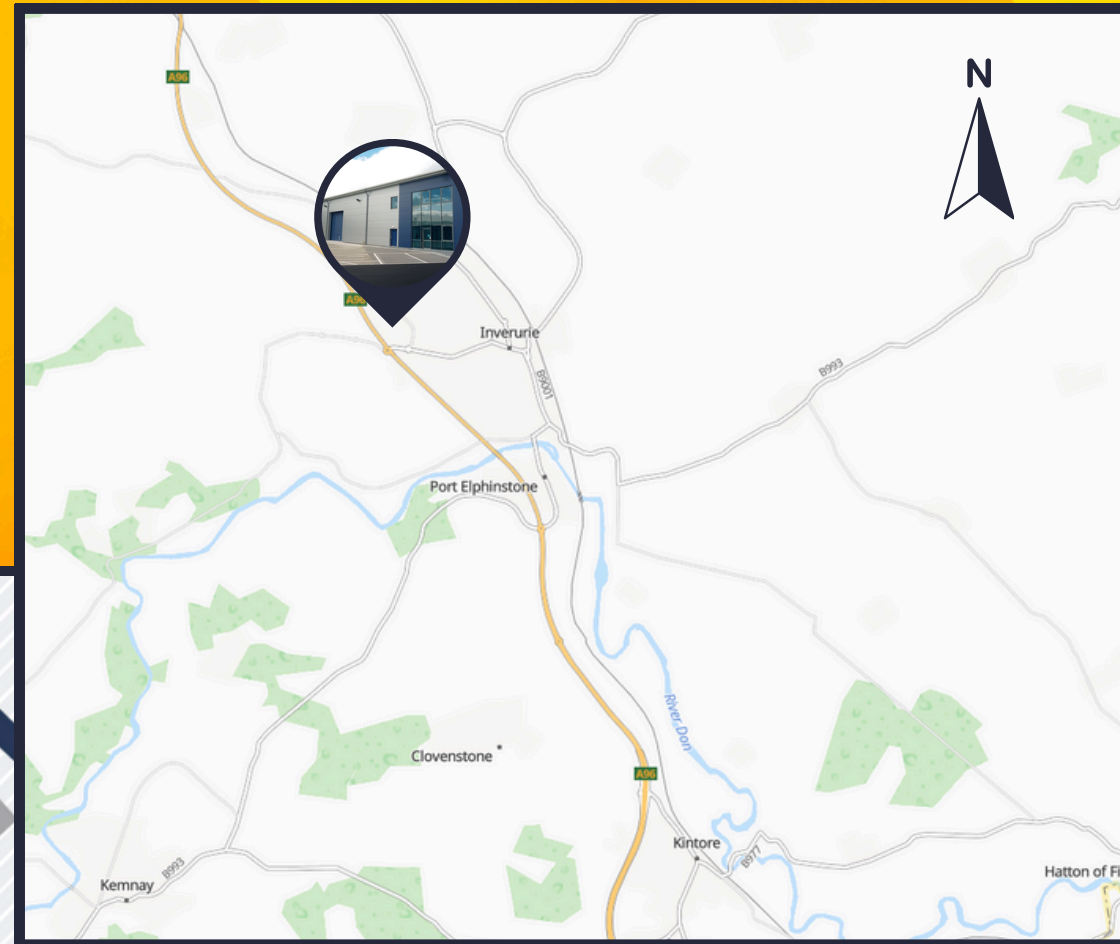 N
A96
A96
Inverurie
B993
B9001
Port Elphinstone
River Don
Clovenstone
A96
Kintore
B977
B993
Kemnay
Hatton of Fi